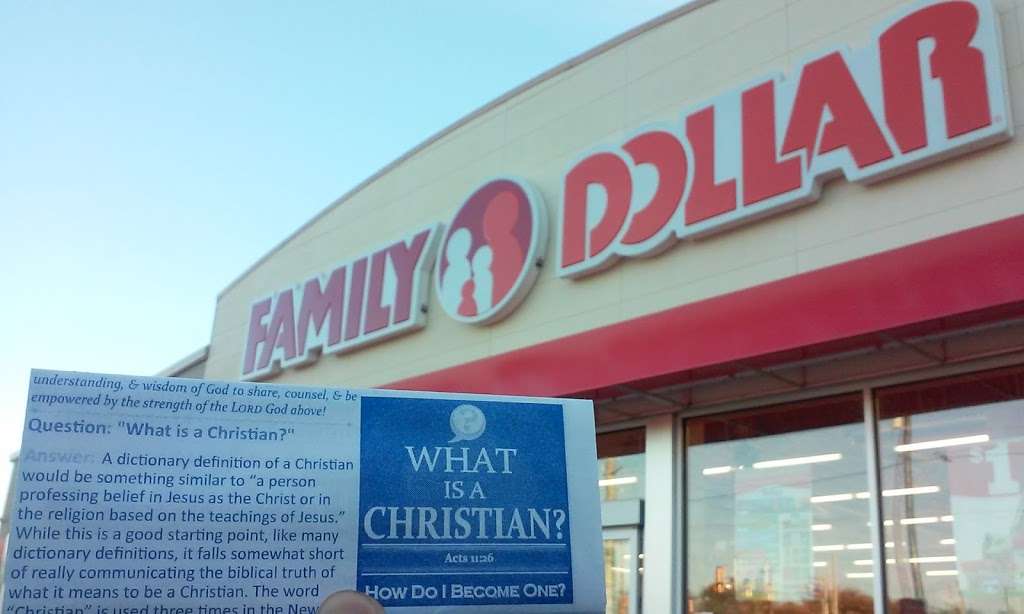 FAMILY DOLLAR
understanding, & wisdom of God to share, counsel, & be
empowered by the strength of the LORD God above!
Question: "What is a Christian?"
Answer: A dictionary definition of a Christian
would be something similar to "a person
professing belief in Jesus as the Christ or in
the religion based on the teachings of Jesus."
While this is a good starting point, like many
dictionary definitions, it falls somewhat short
of really communicating the biblical truth of
what it means to be a Christian. The word
"Christian" is used three times in the New
?
WHAT
IS A
CHRISTIAN?
Acts 11:26
HOW DO I BECOME ONE?
$1